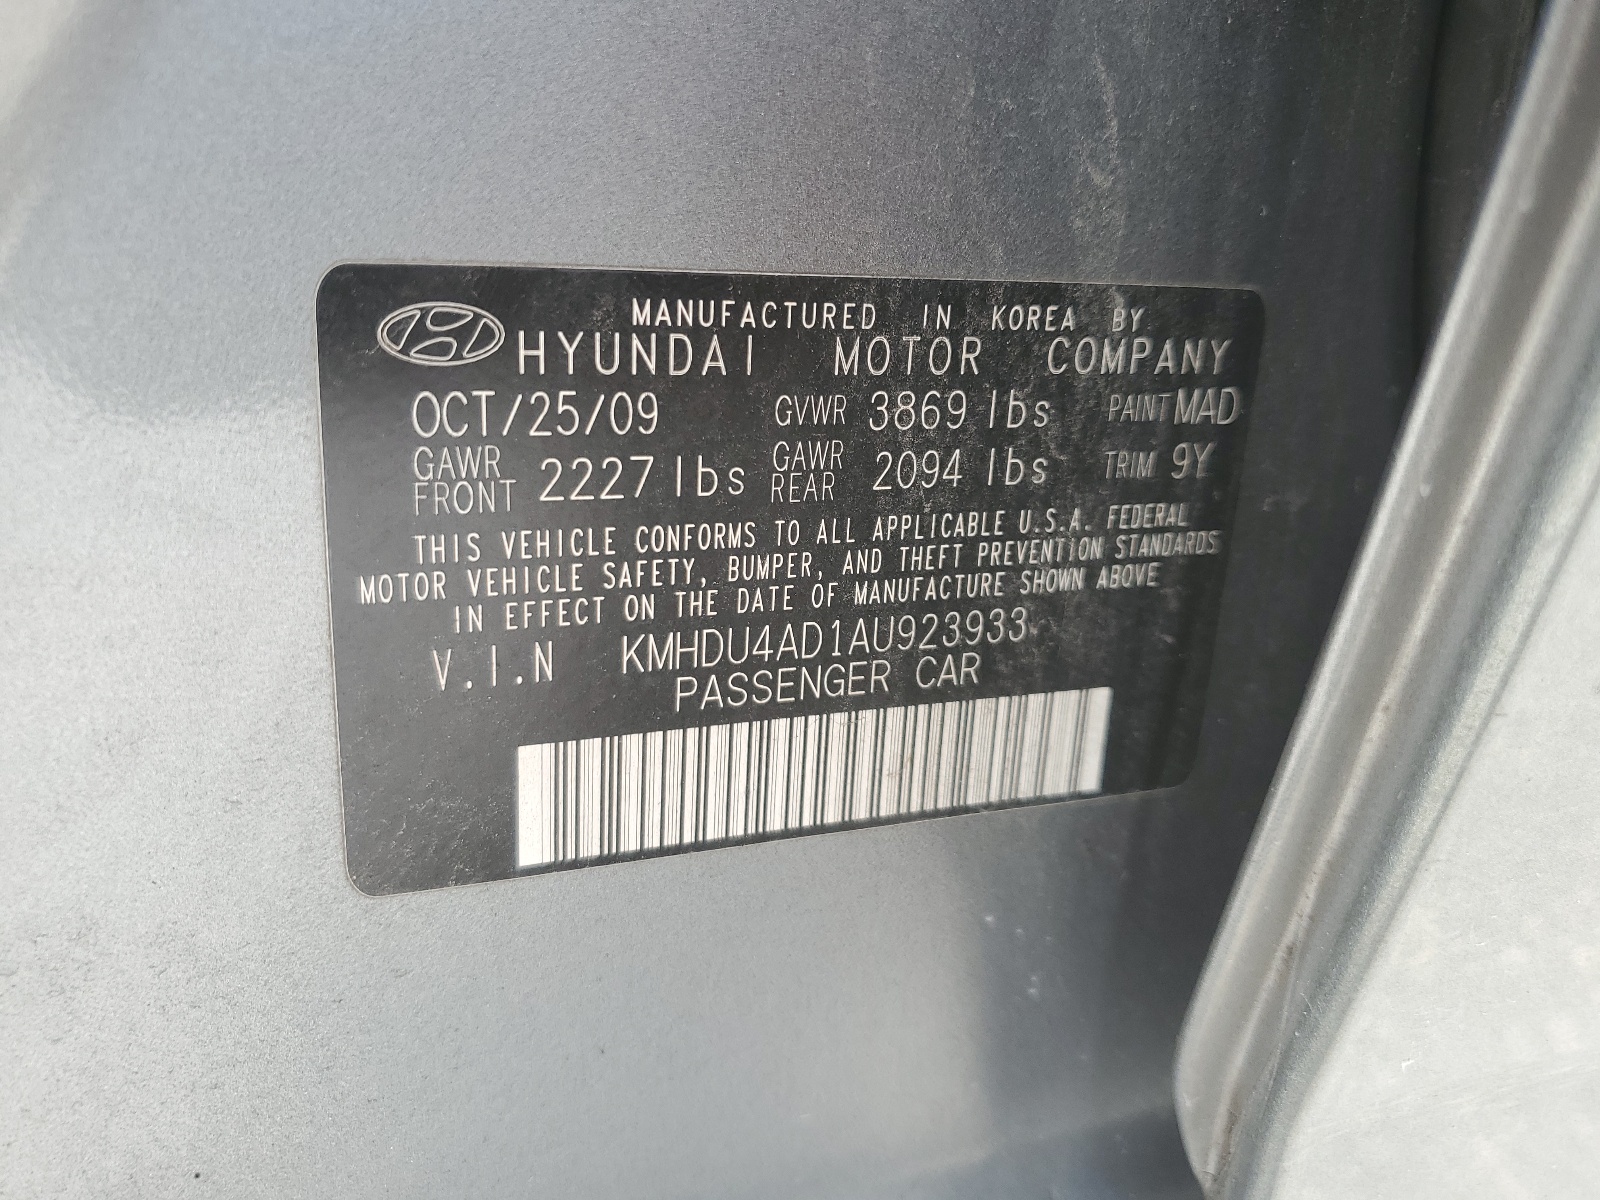 MANUFACTURED IN KOREA BY
HYUNDAI MOTOR COMPANY
OCT/25/09 GVWR 3869 lbs PAINT MAD
GAWR FRONT 2227 lbs GAWR REAR 2094 lbs TRIM 9Y
THIS VEHICLE CONFORMS TO ALL APPLICABLE U.S.A. FEDERAL
MOTOR VEHICLE SAFETY, BUMPER, AND THEFT PREVENTION STANDARDS
IN EFFECT ON THE DATE OF MANUFACTURE SHOWN ABOVE
V.I.N KMHDU4AD1AU923933
PASSENGER CAR